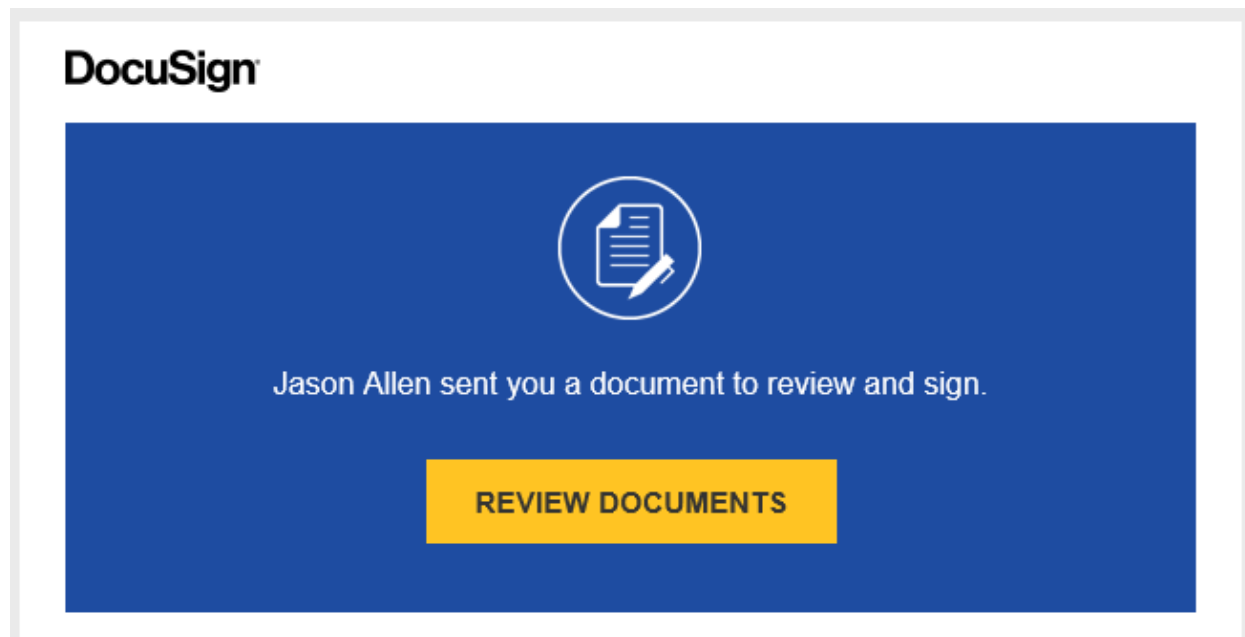 DocuSign
Jason Allen sent you a document to review and sign.
REVIEW DOCUMENTS